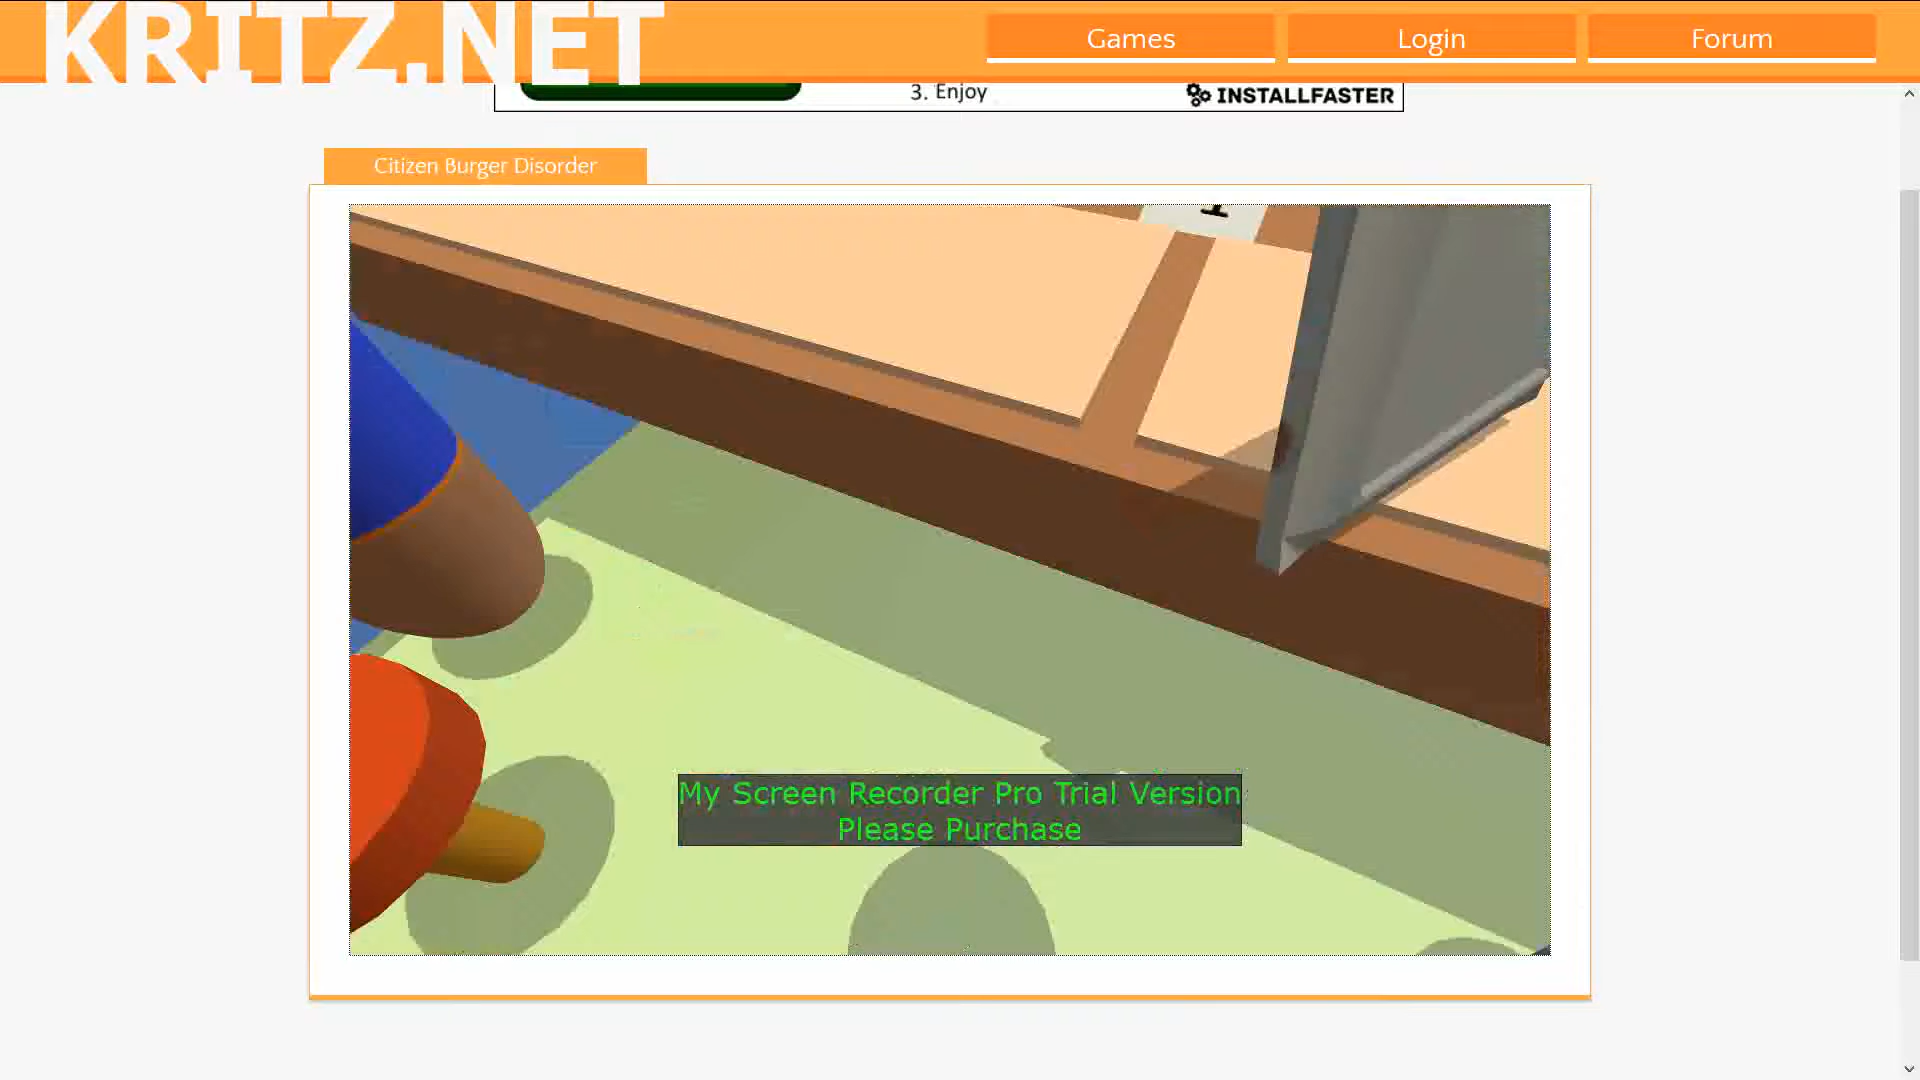 KRITZ.NET
Games
Login
Forum
3. Enjoy
INSTALLFASTER
Citizen Burger Disorder
My Screen Recorder Pro Trial Version
Please Purchase